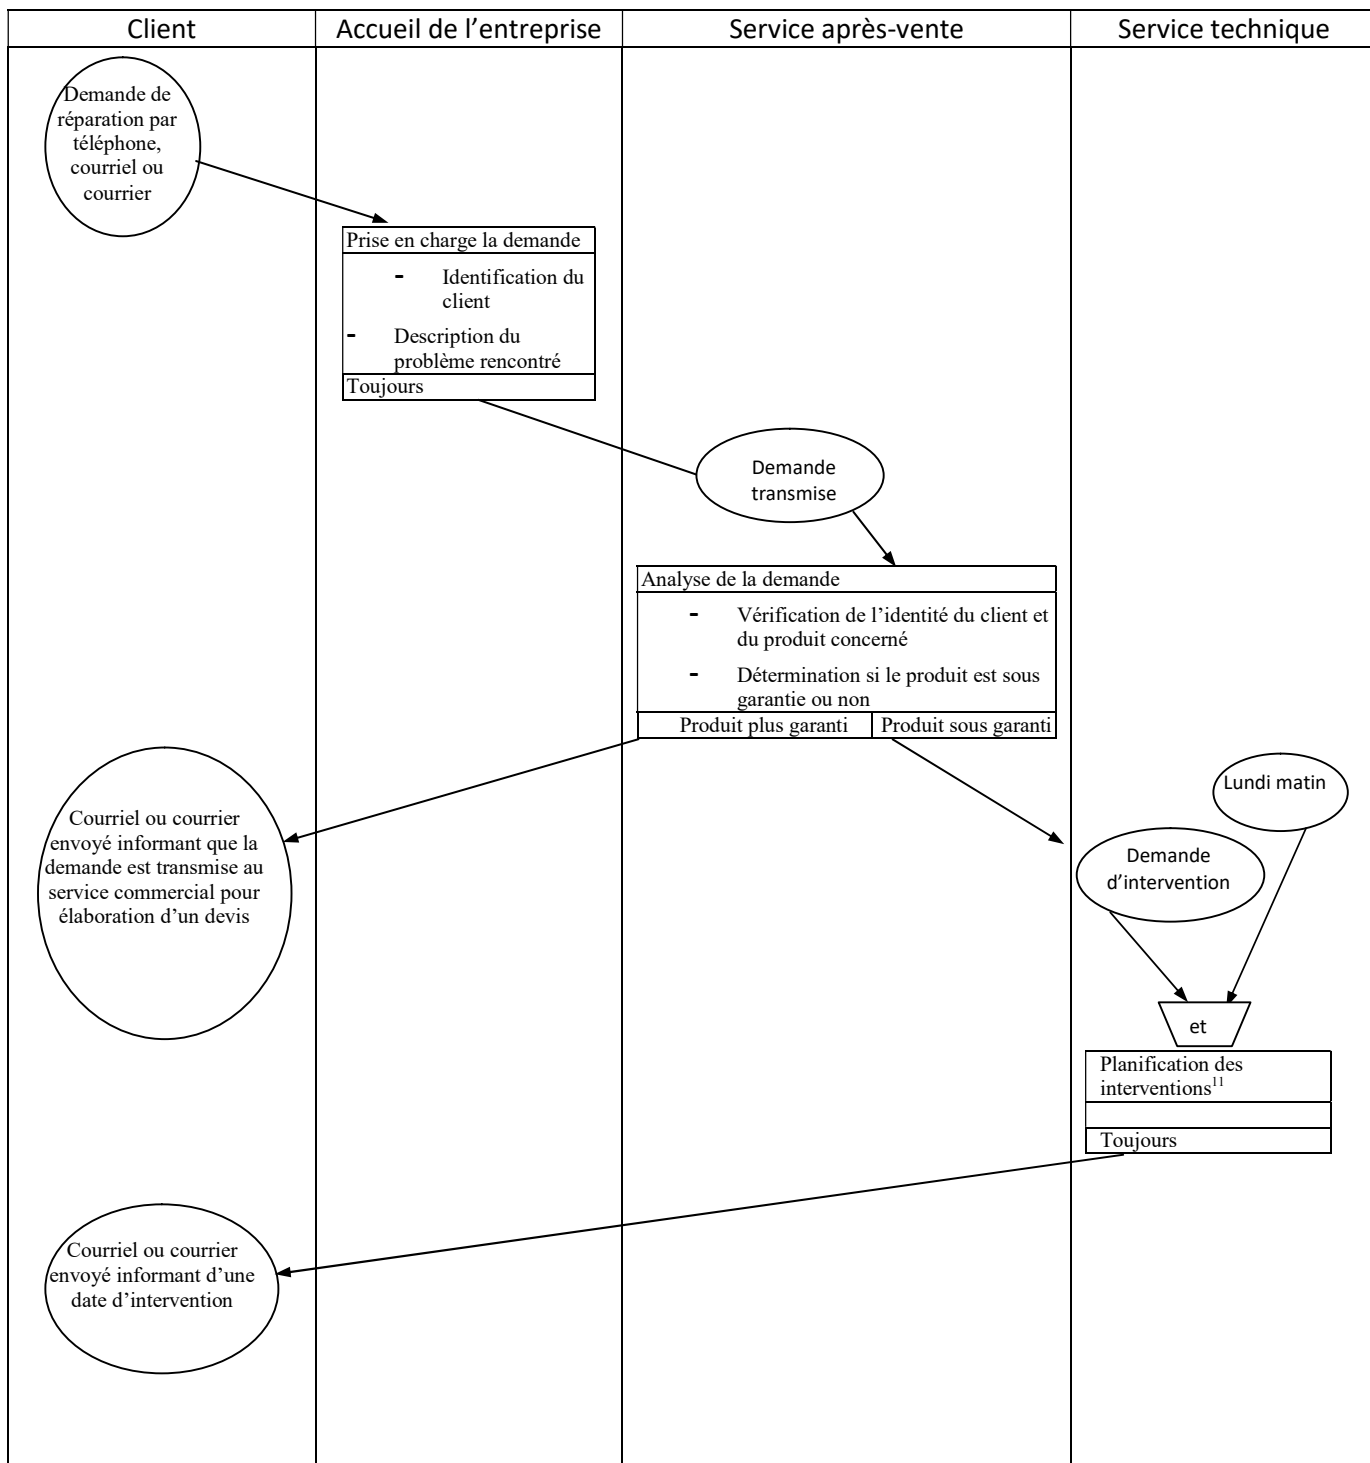 Client
Accueil de l’entreprise
Service après-vente
Service technique
Demande de
réparation par
téléphone,
courriel ou
courrier
Prise en charge la demande
- Identification du
client
- Description du
problème rencontré
Toujours
Demande
transmise
Analyse de la demande
- Vérification de l’identité du client et
du produit concerné
- Détermination si le produit est sous
garantie ou non
Produit plus garanti
Produit sous garanti
Lundi matin
Courriel ou courrier
envoyé informant que la
demande est transmise au
service commercial pour
élaboration d’un devis
Demande
d’intervention
et
Planification des
interventions11
Toujours
Courriel ou courrier
envoyé informant d’une
date d’intervention